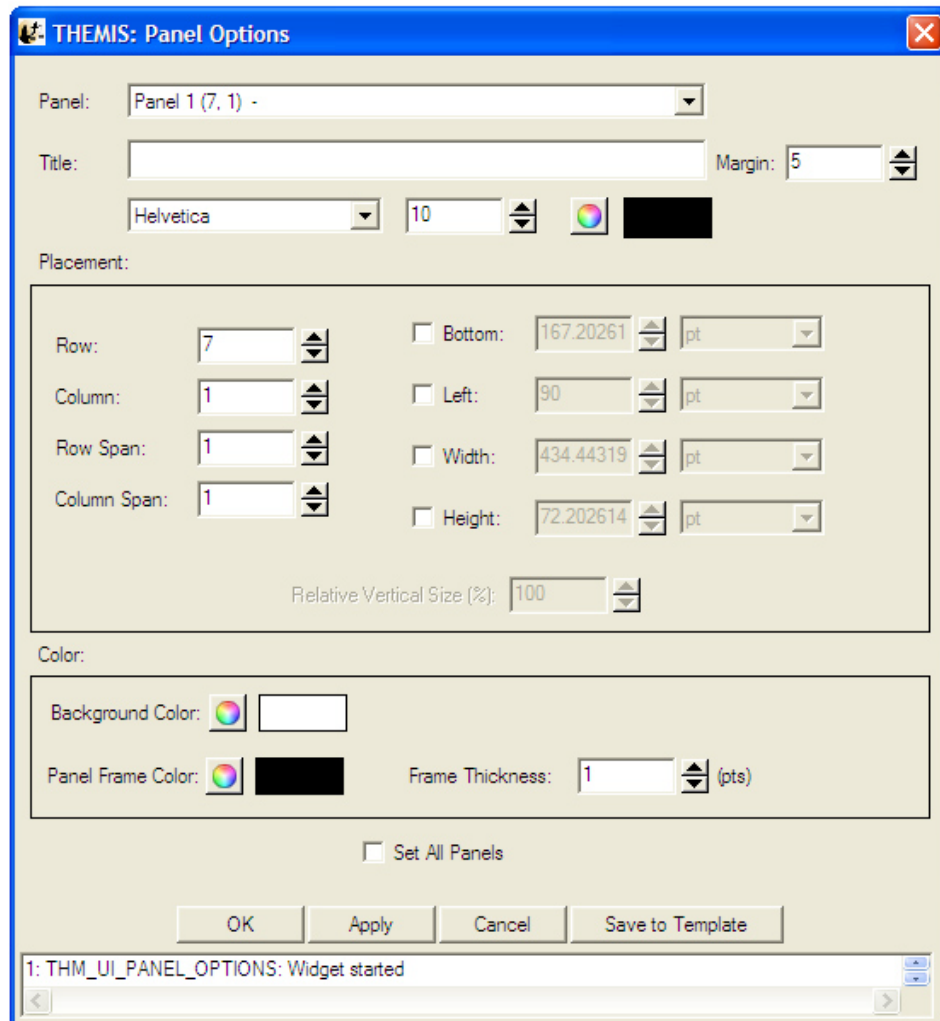 THEMIS: Panel Options
Panel: Panel 1 (7, 1) -
Title: Margin: 5
Helvetica 10
Placement:
Row: 7 Bottom: 167.20261 pt
Column: 1 Left: 90 pt
Row Span: 1 Width: 434.44319 pt
Column Span: 1 Height: 72.202614 pt
Relative Vertical Size (%): 100
Color:
Background Color:
Panel Frame Color: Frame Thickness: 1 (pts)
Set All Panels
OK Apply Cancel Save to Template
1: THM_UI_PANEL_OPTIONS: Widget started